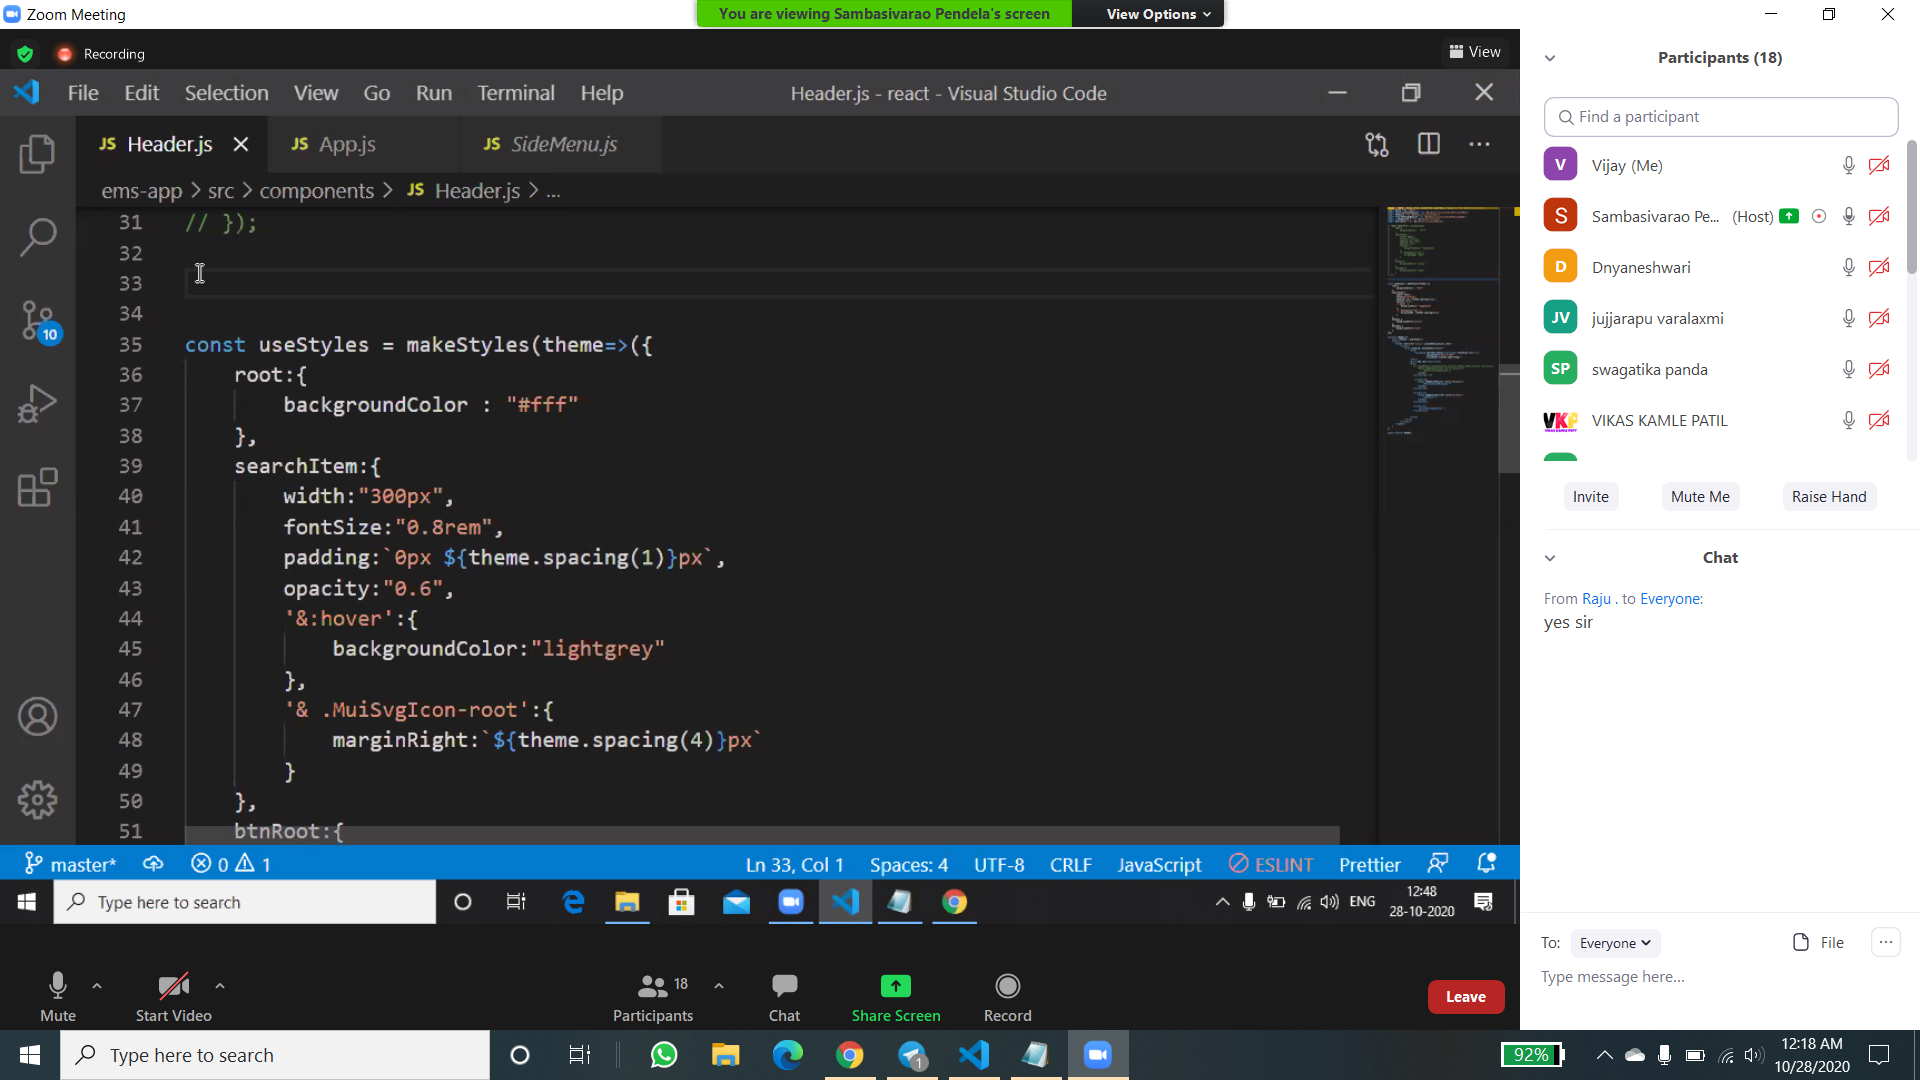 Zoom Meeting
You are viewing Sambasivarao Pendela's screen
View Options
Recording
View
File Edit Selection View Go Run Terminal Help
Header.js - react - Visual Studio Code
JS Header.js
JS App.js
JS SideMenu.js
ems-app > src > components > JS Header.js > ...
31 // });
32
33
34
35 const useStyles = makeStyles(theme=>({
36 root:{
37 backgroundColor : "#fff"
38 },
39 searchItem:{
40 width:"300px",
41 fontSize:"0.8rem",
42 padding:`0px ${theme.spacing(1)}px`,
43 opacity:"0.6",
44 '&:hover':{
45 backgroundColor:"lightgrey"
46 },
47 '& .MuiSvgIcon-root':{
48 marginRight:`${theme.spacing(4)}px`
49 }
50 },
51 btnRoot:{
10
master* 0 1
Ln 33, Col 1 Spaces: 4 UTF-8 CRLF JavaScript ESLINT Prettier
Type here to search
ENG
12:48
28-10-2020
Mute
Start Video
18
Participants
Chat
Share Screen
Record
Leave
Participants (18)
Find a participant
V Vijay (Me)
S Sambasivarao Pe... (Host)
D Dnyaneshwari
JV jujjarapu varalaxmi
SP swagatika panda
VKP VIKAS KAMLE PATIL
Invite
Mute Me
Raise Hand
Chat
From Raju . to Everyone:
yes sir
To: Everyone
File
Type message here...
Type here to search
1
92%
12:18 AM
10/28/2020